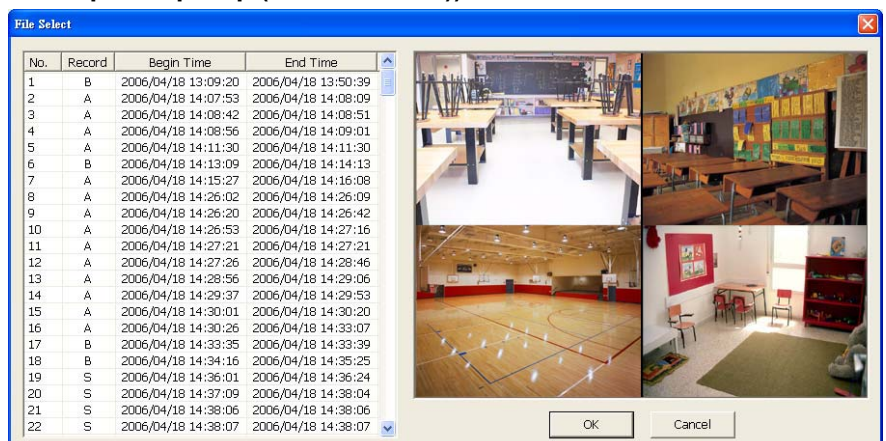 File Select
No. Record Begin Time End Time
1 B 2006/04/18 13:09:20 2006/04/18 13:50:39
2 A 2006/04/18 14:07:53 2006/04/18 14:08:09
3 A 2006/04/18 14:08:42 2006/04/18 14:08:51
4 A 2006/04/18 14:08:56 2006/04/18 14:09:01
5 A 2006/04/18 14:11:30 2006/04/18 14:11:30
6 B 2006/04/18 14:13:09 2006/04/18 14:14:13
7 A 2006/04/18 14:15:27 2006/04/18 14:16:08
8 A 2006/04/18 14:26:02 2006/04/18 14:26:09
9 A 2006/04/18 14:26:20 2006/04/18 14:26:42
10 A 2006/04/18 14:26:53 2006/04/18 14:27:16
11 A 2006/04/18 14:27:21 2006/04/18 14:27:21
12 A 2006/04/18 14:27:26 2006/04/18 14:28:46
13 A 2006/04/18 14:28:56 2006/04/18 14:29:06
14 A 2006/04/18 14:29:37 2006/04/18 14:29:53
15 A 2006/04/18 14:30:01 2006/04/18 14:30:20
16 A 2006/04/18 14:30:26 2006/04/18 14:33:07
17 B 2006/04/18 14:33:35 2006/04/18 14:33:39
18 B 2006/04/18 14:34:16 2006/04/18 14:35:25
19 S 2006/04/18 14:36:01 2006/04/18 14:36:24
20 S 2006/04/18 14:37:09 2006/04/18 14:38:04
21 S 2006/04/18 14:38:06 2006/04/18 14:38:06
22 S 2006/04/18 14:38:07 2006/04/18 14:38:07
OK Cancel